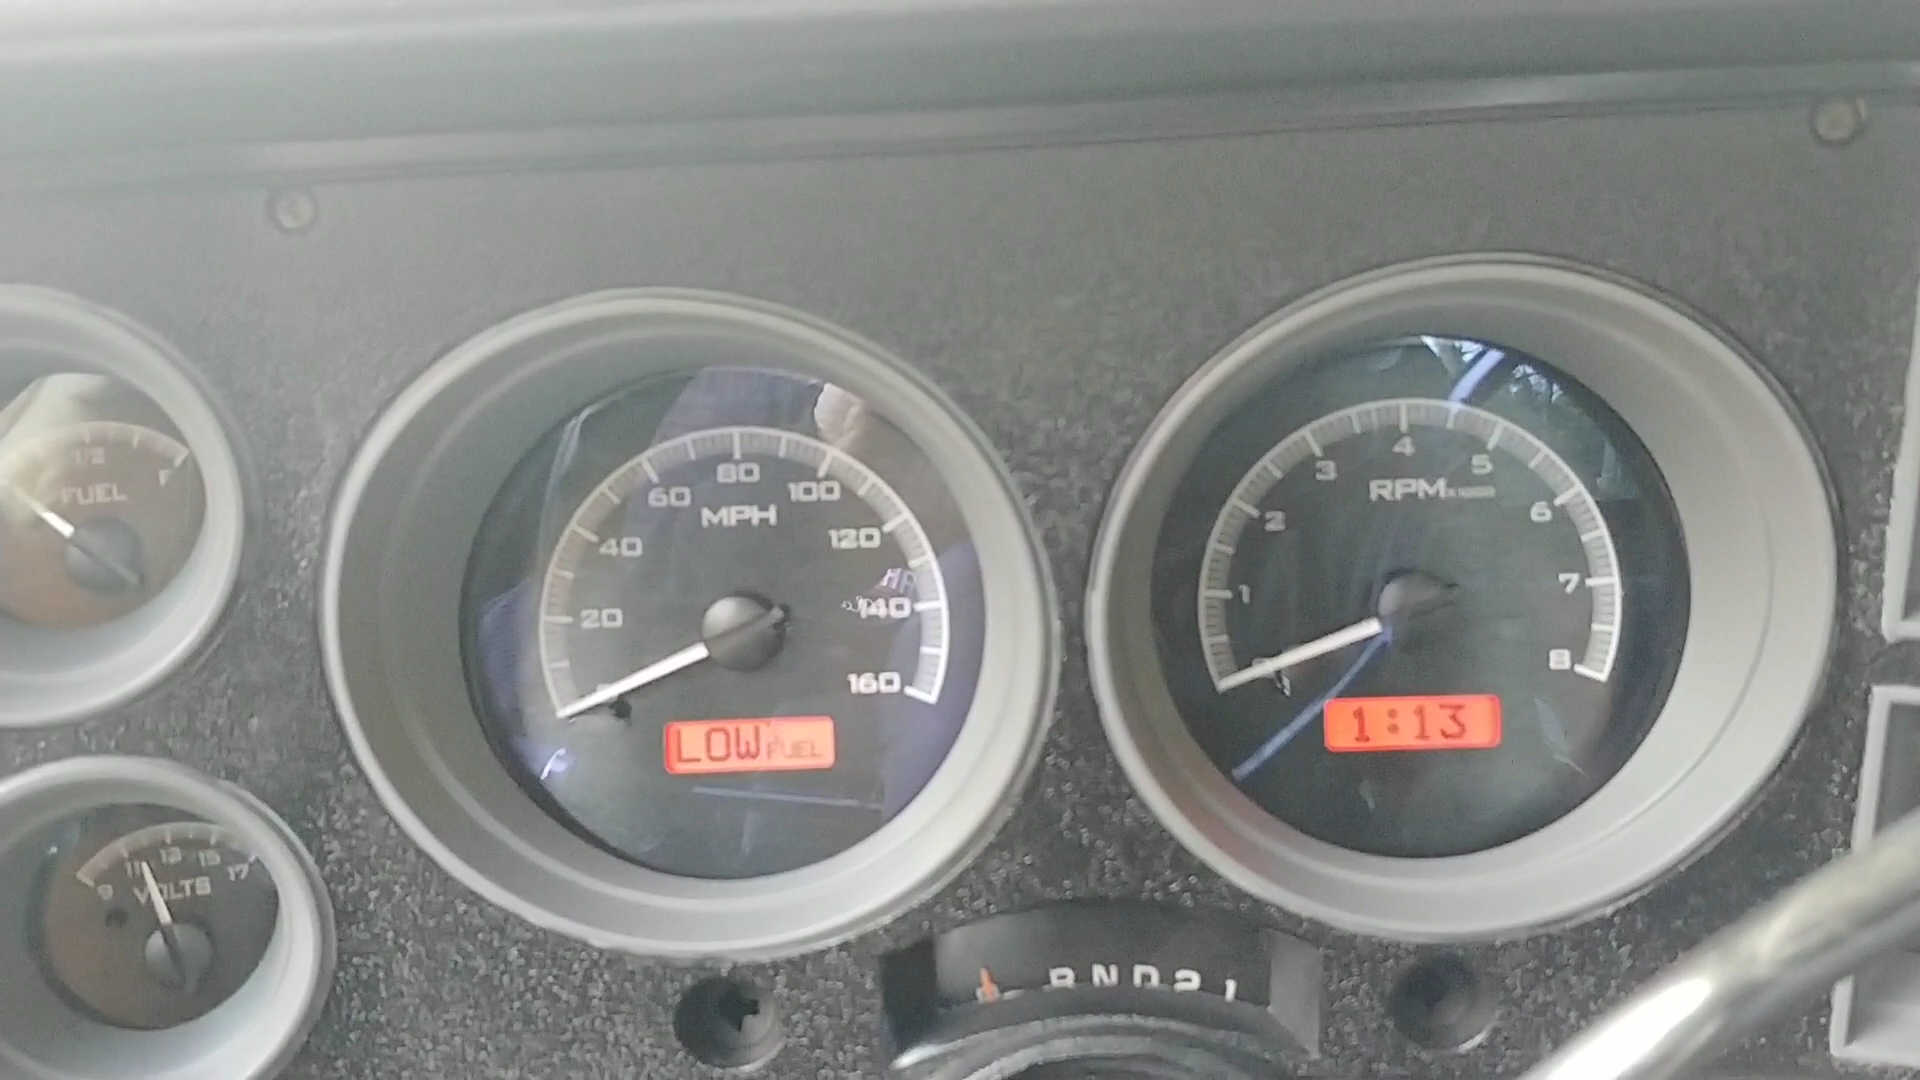 1/2
F
FUEL
9 11 13 15 17
VOLTS
20 40 60 80 100 120 140 160
MPH
LOW FUEL
1 2 3 4 5 6 7 8
RPM X1000
1:13
R N D 2 1